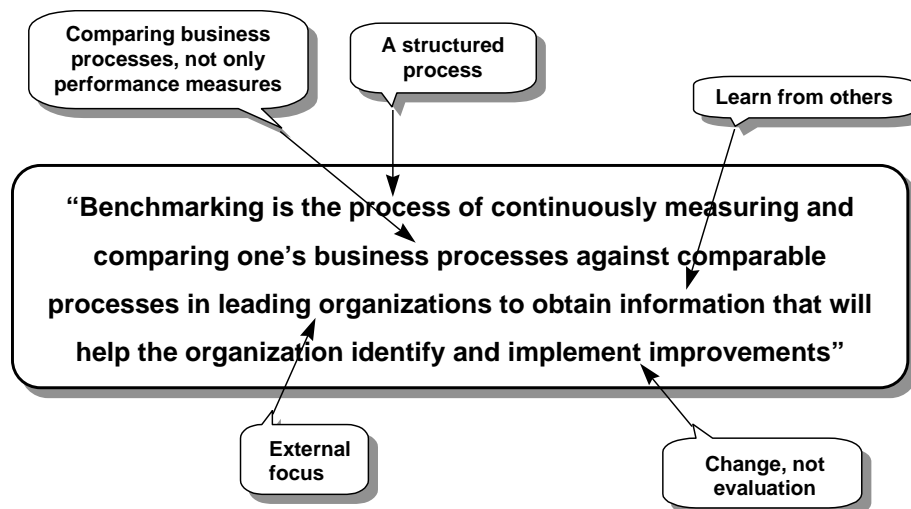 Comparing business
processes, not only
performance measures
A structured
process
Learn from others
“Benchmarking is the process of continuously measuring and
comparing one’s business processes against comparable
processes in leading organizations to obtain information that will
help the organization identify and implement improvements”
External
focus
Change, not
evaluation